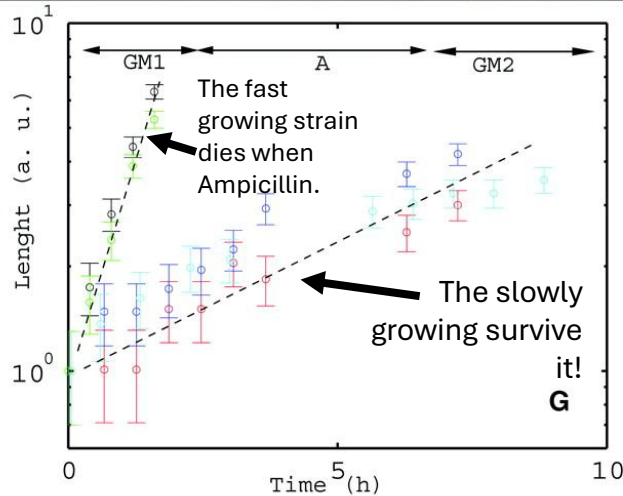 10¹
GM1
A
GM2
The fast
growing strain
dies when
Ampicillin.
Lenght (a. u.)
The slowly
growing survive
it!
G
10⁰
0
5
10
Time (h)